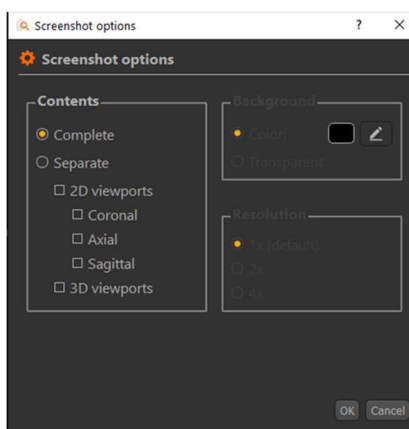 Screenshot options
?
Screenshot options
Contents
Complete
Separate
2D viewports
Coronal
Axial
Sagittal
3D viewports
Background
Color:
Transparent
Resolution
1x (default)
2x
4x
OK
Cancel